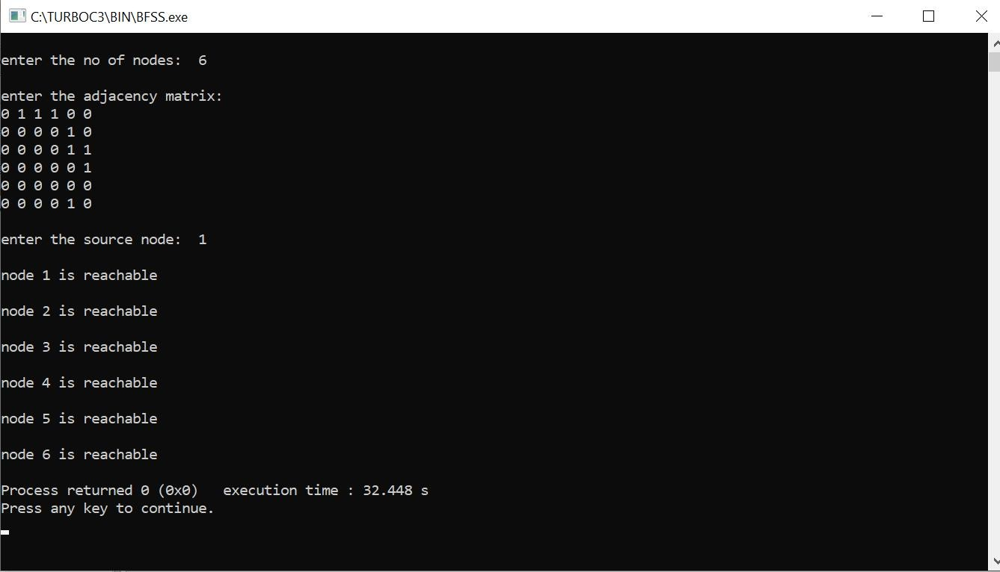 C:\TURBOC3\BIN\BFSS.exe
enter the no of nodes:  6
enter the adjacency matrix:
0 1 1 1 0 0
0 0 0 0 1 0
0 0 0 0 1 1
0 0 0 0 0 1
0 0 0 0 0 0
0 0 0 0 1 0
enter the source node:  1
node 1 is reachable
node 2 is reachable
node 3 is reachable
node 4 is reachable
node 5 is reachable
node 6 is reachable
Process returned 0 (0x0)   execution time : 32.448 s
Press any key to continue.